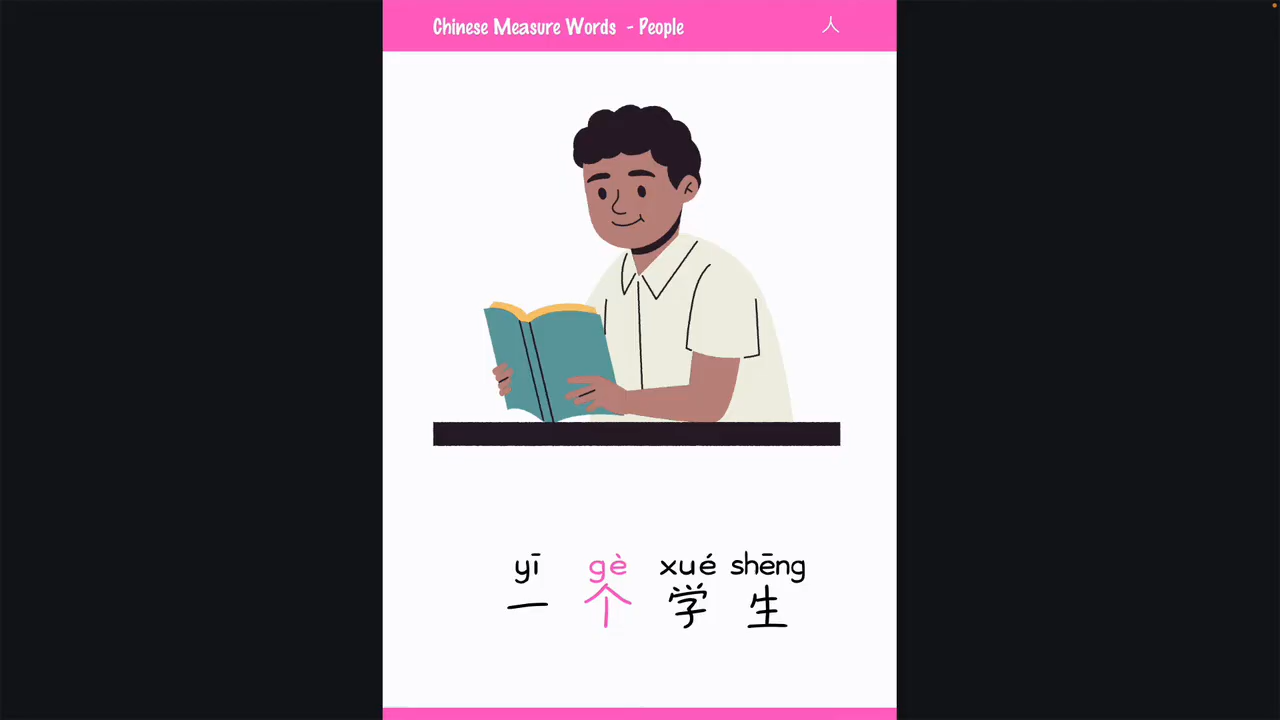 Chinese Measure Words - People
人
yī gè xué shēng
一 个 学 生